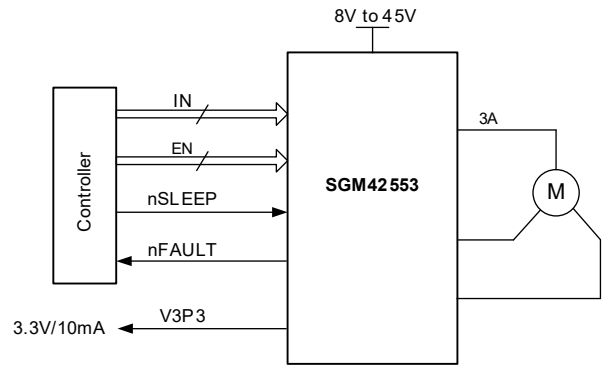 8V to 45V
IN
EN
nSLEEP
nFAULT
V3P3
3.3V/10mA
Controller
SGM42553
3A
M